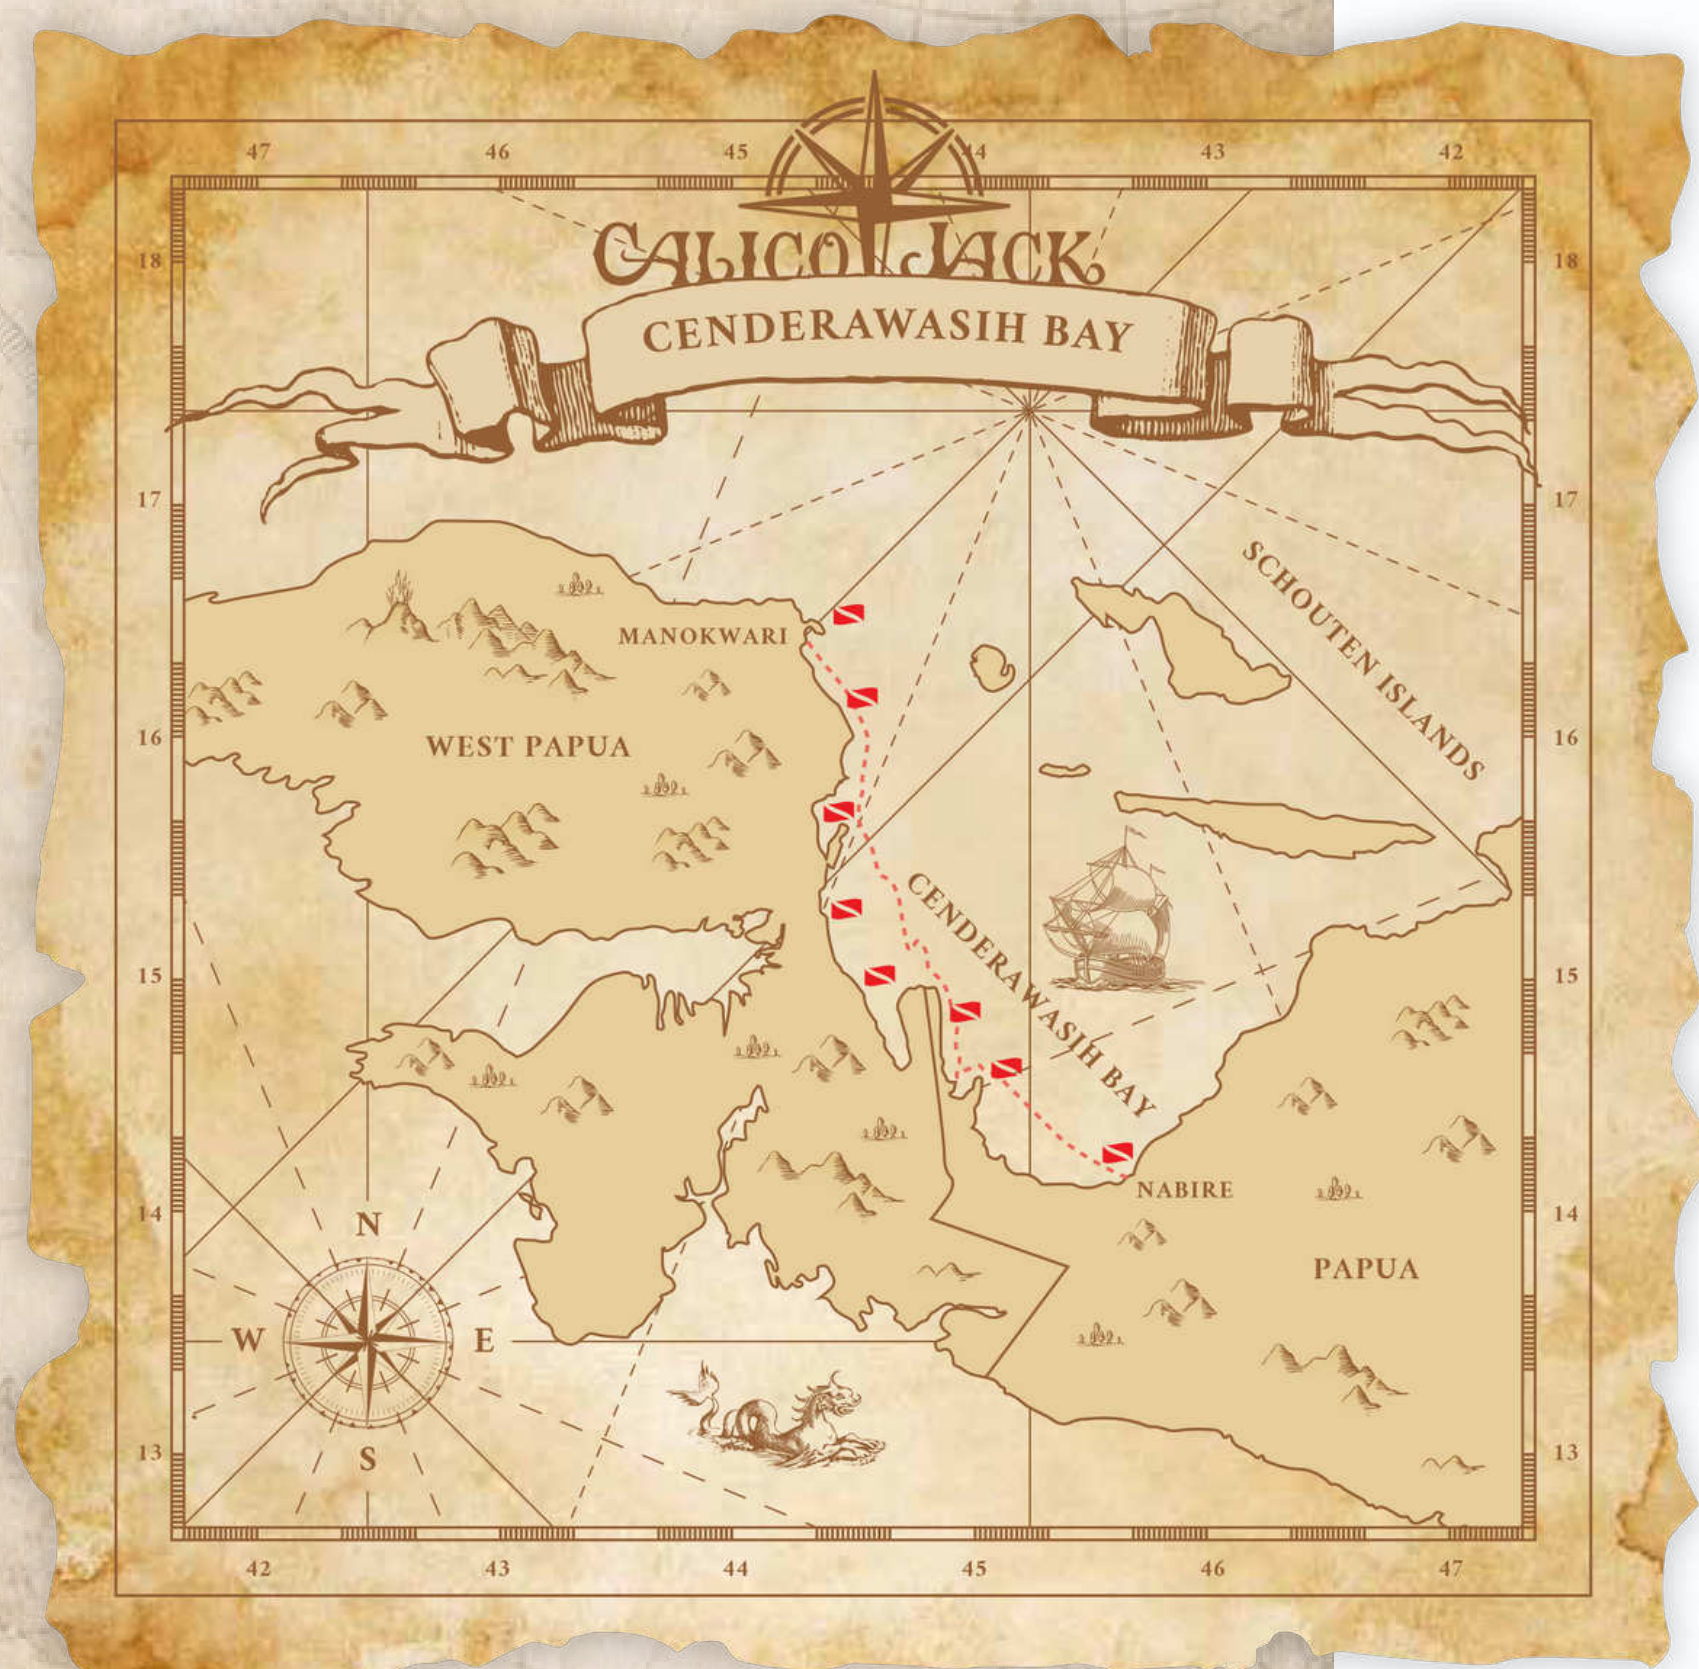 47 46 45 44 43 42
CALICO JACK
18 18
CENDERAWASIH BAY
17 17
SCHOUTEN ISLANDS
MANOKWARI
16 16
WEST PAPUA
CENDERAWASIH BAY
15 15
NABIRE
14 14
N
PAPUA
W E
S
13 13
42 43 44 45 46 47